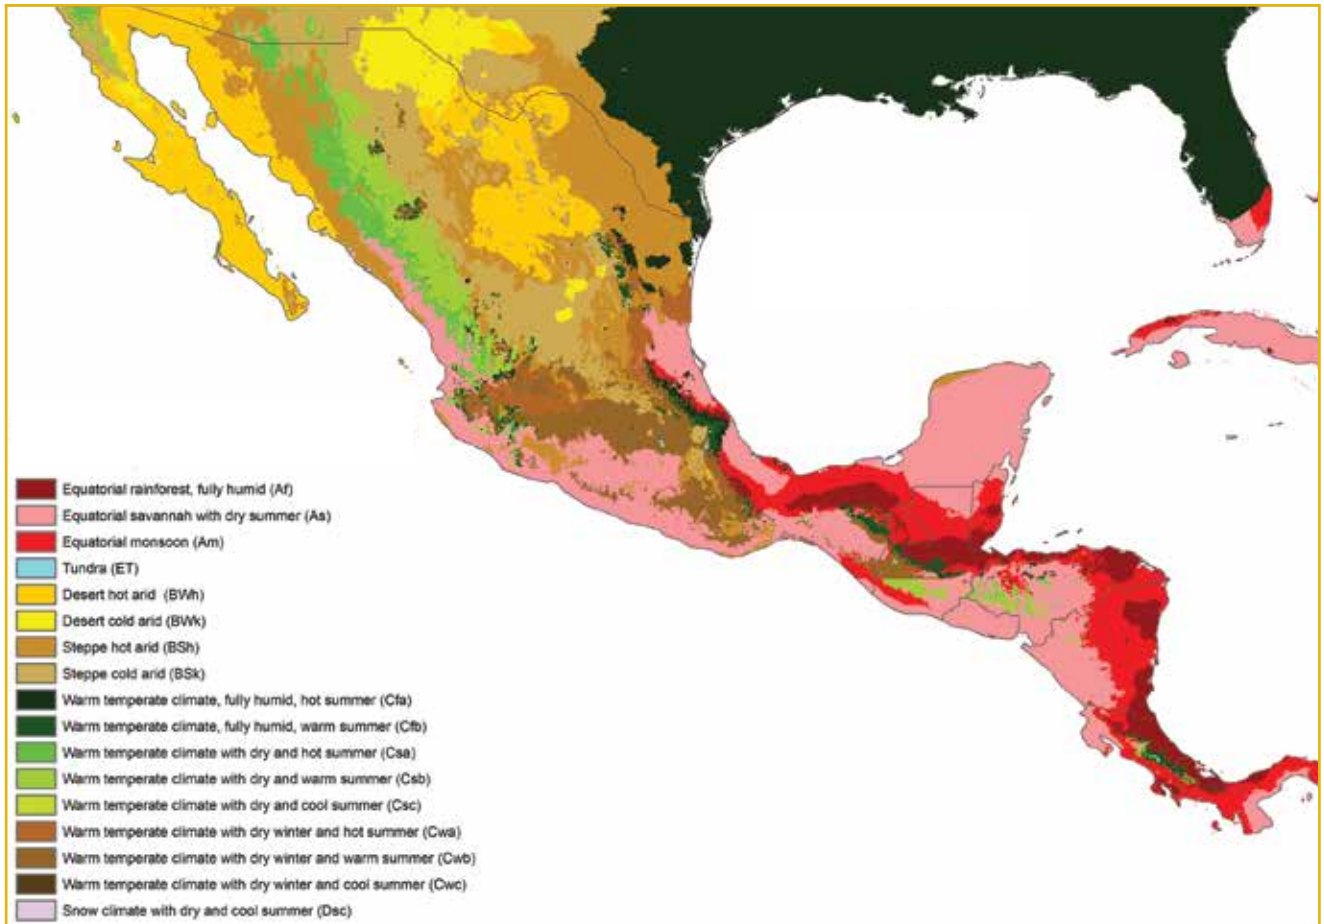 Equatorial rainforest, fully humid (Af)
Equatorial savannah with dry summer (As)
Equatorial monsoon (Am)
Tundra (ET)
Desert hot arid (BWh)
Desert cold arid (BWk)
Steppe hot arid (BSh)
Steppe cold arid (BSk)
Warm temperate climate, fully humid, hot summer (Cfa)
Warm temperate climate, fully humid, warm summer (Cfb)
Warm temperate climate with dry and hot summer (Csa)
Warm temperate climate with dry and warm summer (Csb)
Warm temperate climate with dry and cool summer (Csc)
Warm temperate climate with dry winter and hot summer (Cwa)
Warm temperate climate with dry winter and warm summer (Cwb)
Warm temperate climate with dry winter and cool summer (Cwc)
Snow climate with dry and cool summer (Dsc)